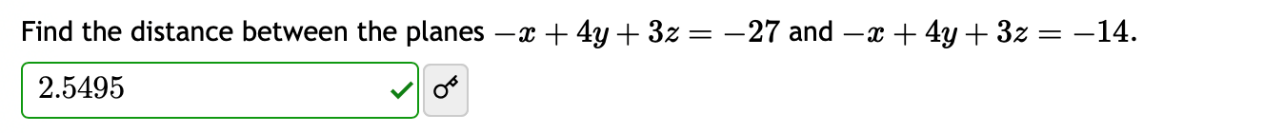 Find the distance between the planes −x + 4y + 3z = −27 and −x + 4y + 3z = −14.
2.5495